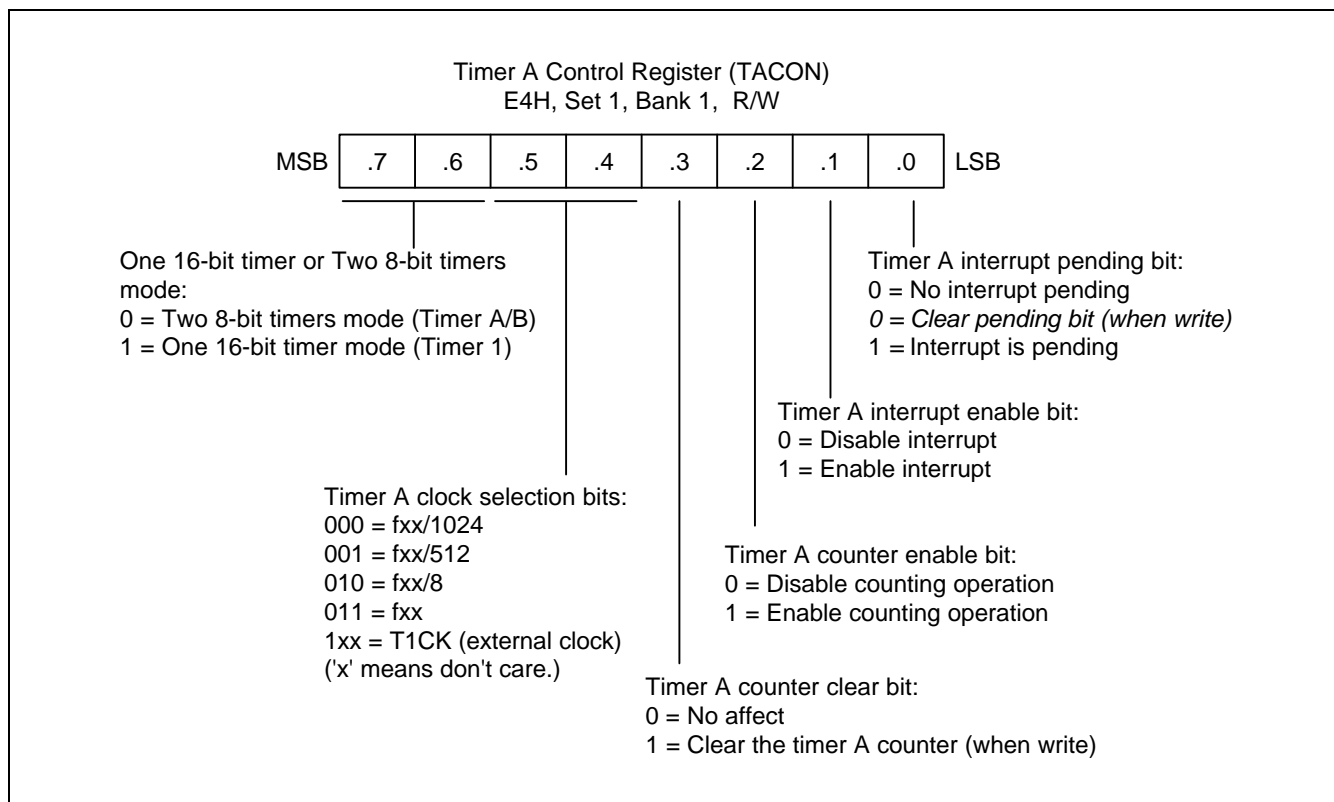 Timer A Control Register (TACON)
E4H, Set 1, Bank 1, R/W
MSB .7 .6 .5 .4 .3 .2 .1 .0 LSB
One 16-bit timer or Two 8-bit timers
mode:
0 = Two 8-bit timers mode (Timer A/B)
1 = One 16-bit timer mode (Timer 1)
Timer A interrupt pending bit:
0 = No interrupt pending
0 = Clear pending bit (when write)
1 = Interrupt is pending
Timer A interrupt enable bit:
0 = Disable interrupt
1 = Enable interrupt
Timer A clock selection bits:
000 = fxx/1024
001 = fxx/512
010 = fxx/8
011 = fxx
1xx = T1CK (external clock)
('x' means don't care.)
Timer A counter enable bit:
0 = Disable counting operation
1 = Enable counting operation
Timer A counter clear bit:
0 = No affect
1 = Clear the timer A counter (when write)